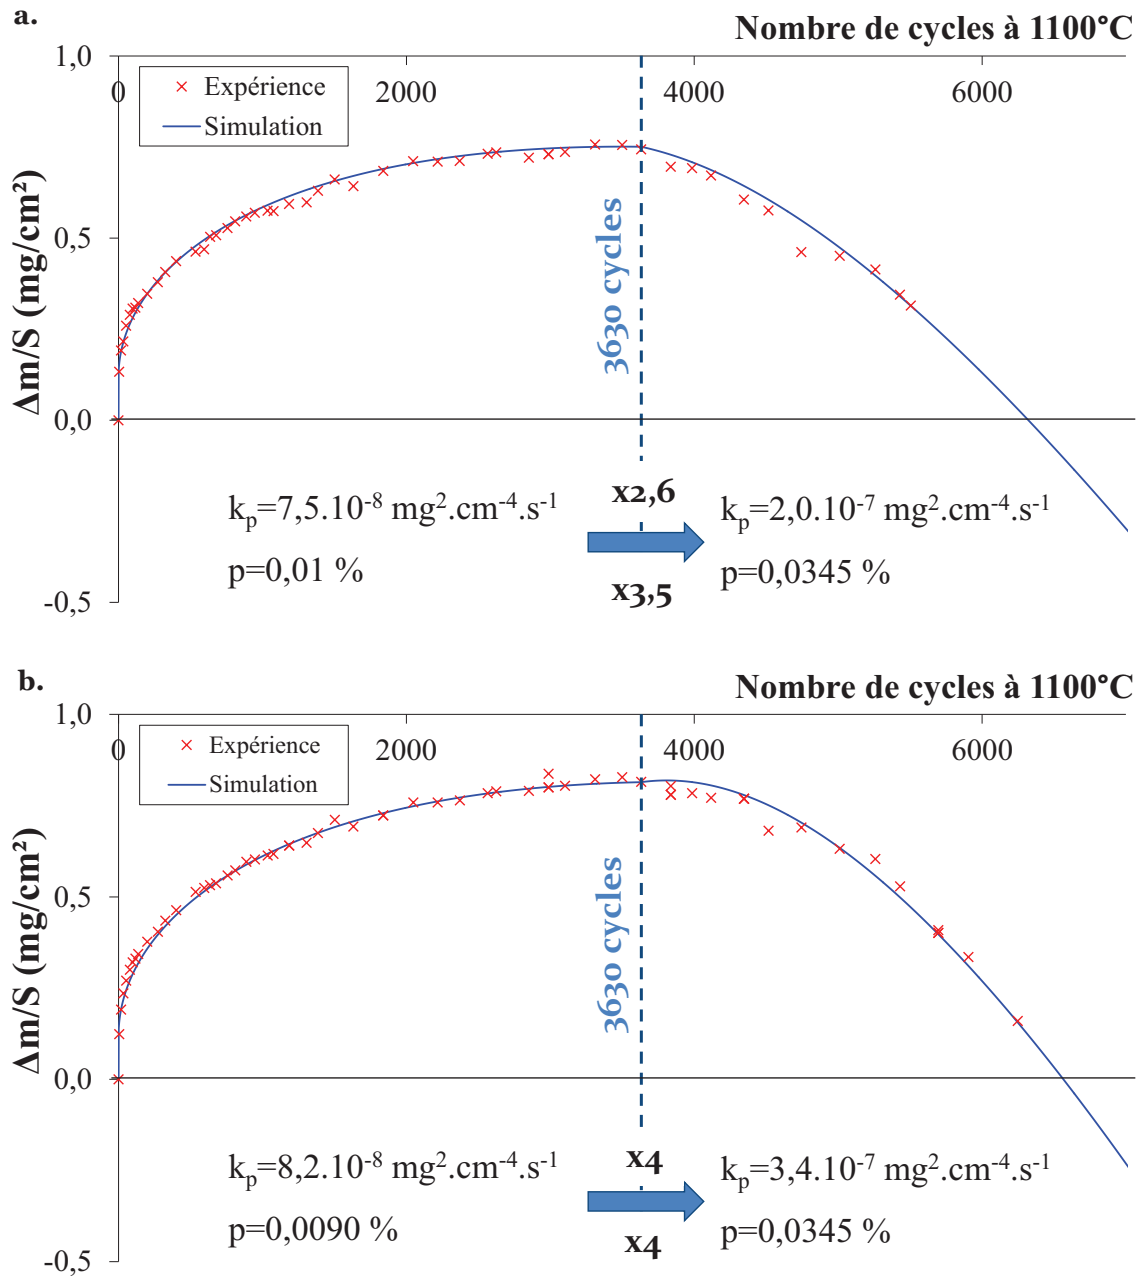 a.
Nombre de cycles à 1100°C
1,0
0
2000
4000
6000
Expérience
Simulation
0,5
0,0
-0,5
Δm/S (mg/cm²)
3630 cycles
kp=7,5.10-8 mg2.cm-4.s-1
p=0,01 %
x2,6
x3,5
kp=2,0.10-7 mg2.cm-4.s-1
p=0,0345 %
b.
Nombre de cycles à 1100°C
1,0
0
2000
4000
6000
Expérience
Simulation
0,5
0,0
-0,5
Δm/S (mg/cm²)
3630 cycles
kp=8,2.10-8 mg2.cm-4.s-1
p=0,0090 %
x4
x4
kp=3,4.10-7 mg2.cm-4.s-1
p=0,0345 %